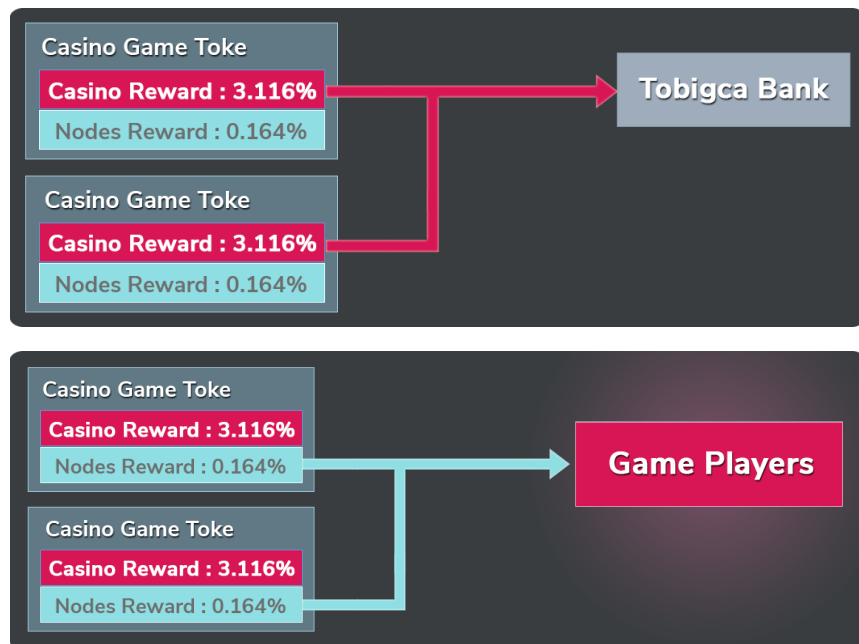 Casino Game Toke
Casino Reward : 3.116%
Nodes Reward : 0.164%
Tobigca Bank
Casino Game Toke
Casino Reward : 3.116%
Nodes Reward : 0.164%
Casino Game Toke
Casino Reward : 3.116%
Nodes Reward : 0.164%
Game Players
Casino Game Toke
Casino Reward : 3.116%
Nodes Reward : 0.164%